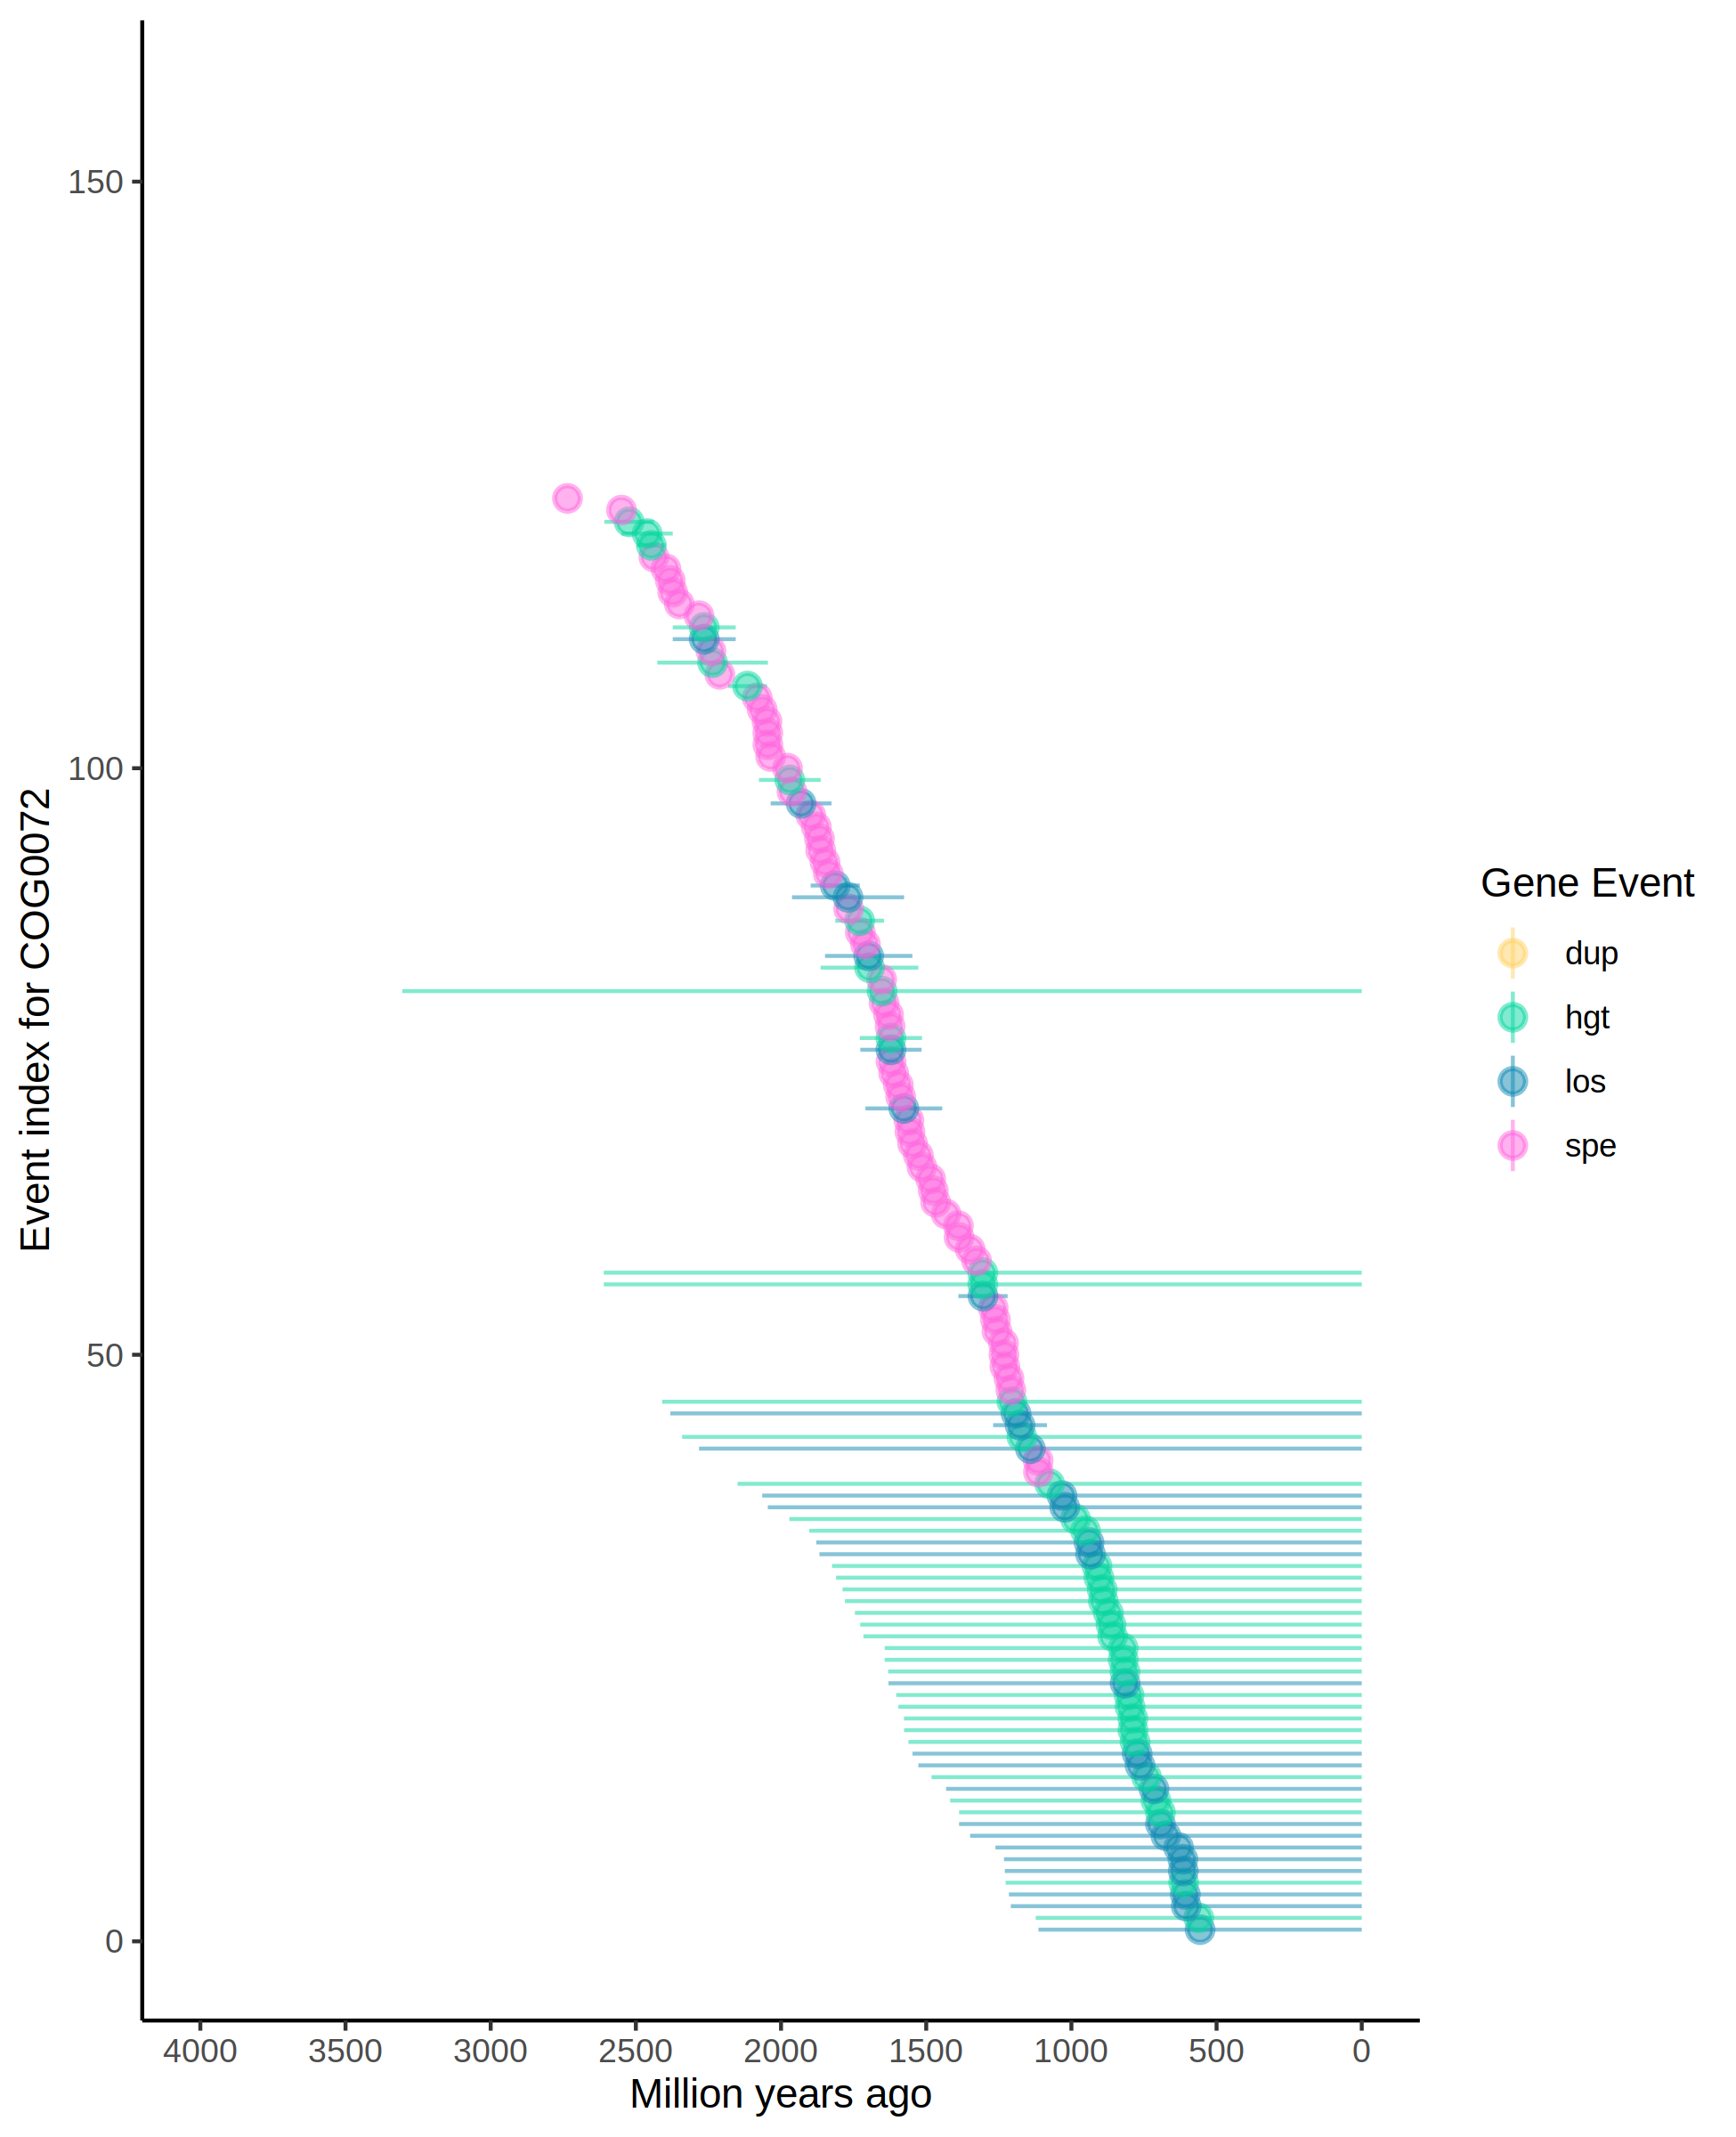 Event index for COG0072
150
100
50
0
4000 3500 3000 2500 2000 1500 1000 500 0
Million years ago
Gene Event
dup
hgt
los
spe